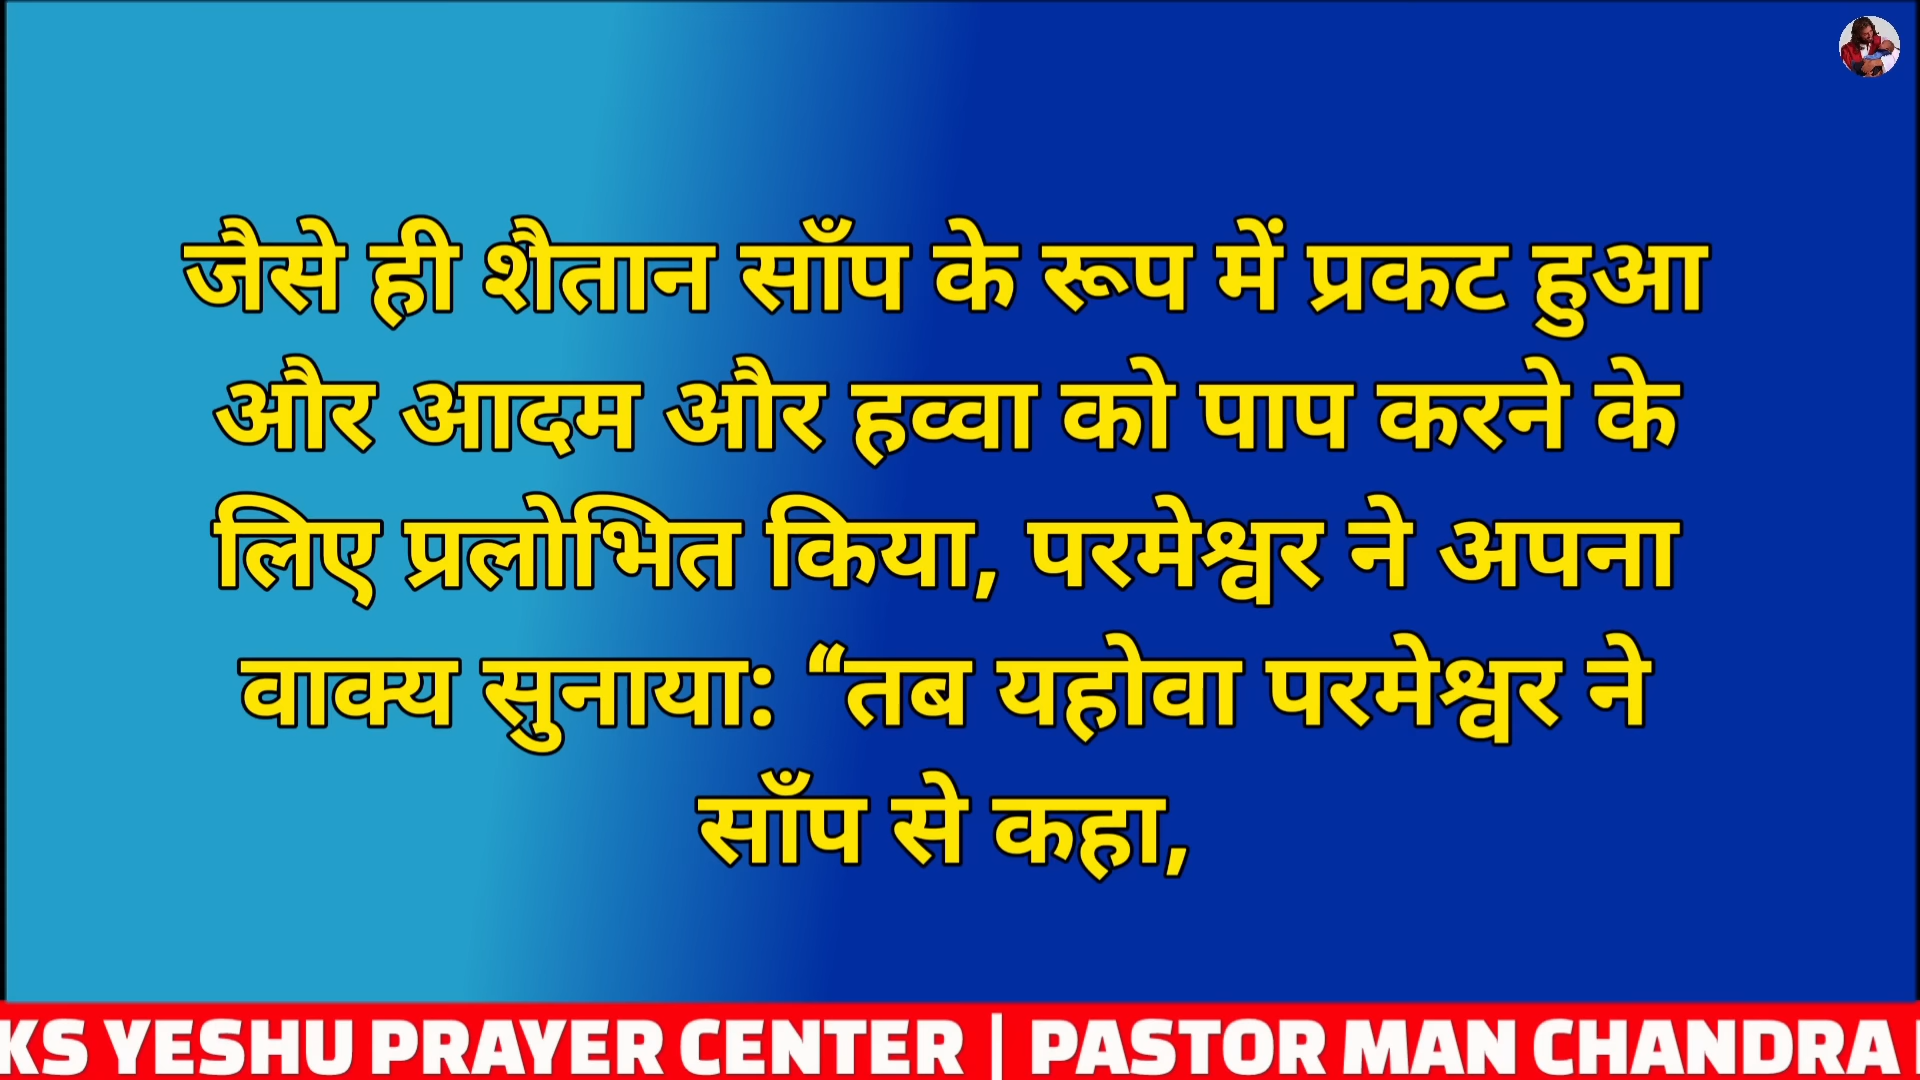 जैसे ही शैतान साँप के रूप में प्रकट हुआ
और आदम और हव्वा को पाप करने के
लिए प्रलोभित किया, परमेश्वर ने अपना
वाक्य सुनाया: “तब यहोवा परमेश्वर ने
साँप से कहा,
KS YESHU PRAYER CENTER | PASTOR MAN CHANDRA